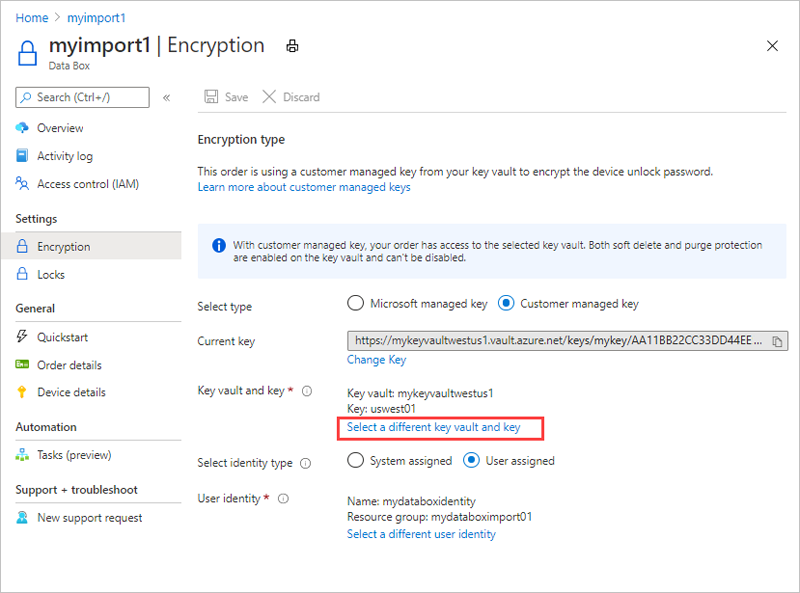 Home > myimport1
myimport1 | Encryption
Data Box
Search (Ctrl+/)
«
Save
Discard
Overview
Activity log
Access control (IAM)
Settings
Encryption
Locks
General
Quickstart
Order details
Device details
Automation
Tasks (preview)
Support + troubleshoot
New support request
Encryption type
This order is using a customer managed key from your key vault to encrypt the device unlock password.
Learn more about customer managed keys
With customer managed key, your order has access to the selected key vault. Both soft delete and purge protection
are enabled on the key vault and can't be disabled.
Select type
Microsoft managed key
Customer managed key
Current key
https://mykeyvaultwestus1.vault.azure.net/keys/mykey/AA11BB22CC33DD44EE...
Change Key
Key vault and key *
Key vault: mykeyvaultwestus1
Key: uswest01
Select a different key vault and key
Select identity type
System assigned
User assigned
User identity *
Name: mydataboxidentity
Resource group: mydataboximport01
Select a different user identity